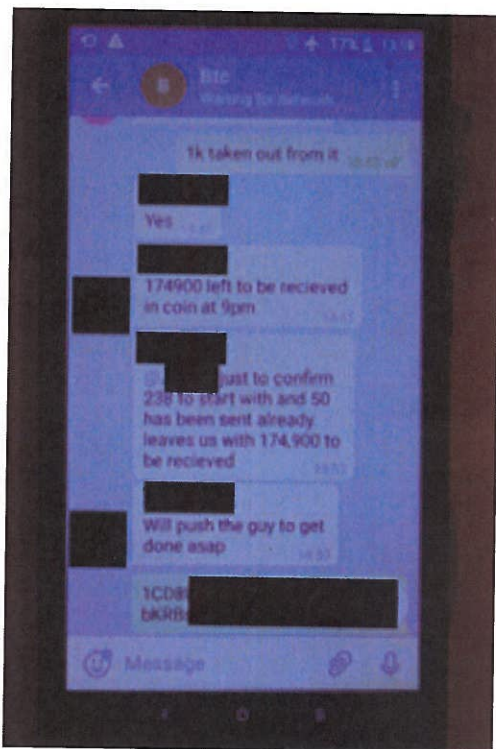 17%
Btc
Waiting for network...
1k taken out from it
Yes
174900 left to be recieved
in coin at 9pm
just to confirm
238 to start with and 50
has been sent already
leaves us with 174,900 to
be recieved
Will push the guy to get
done asap
Message